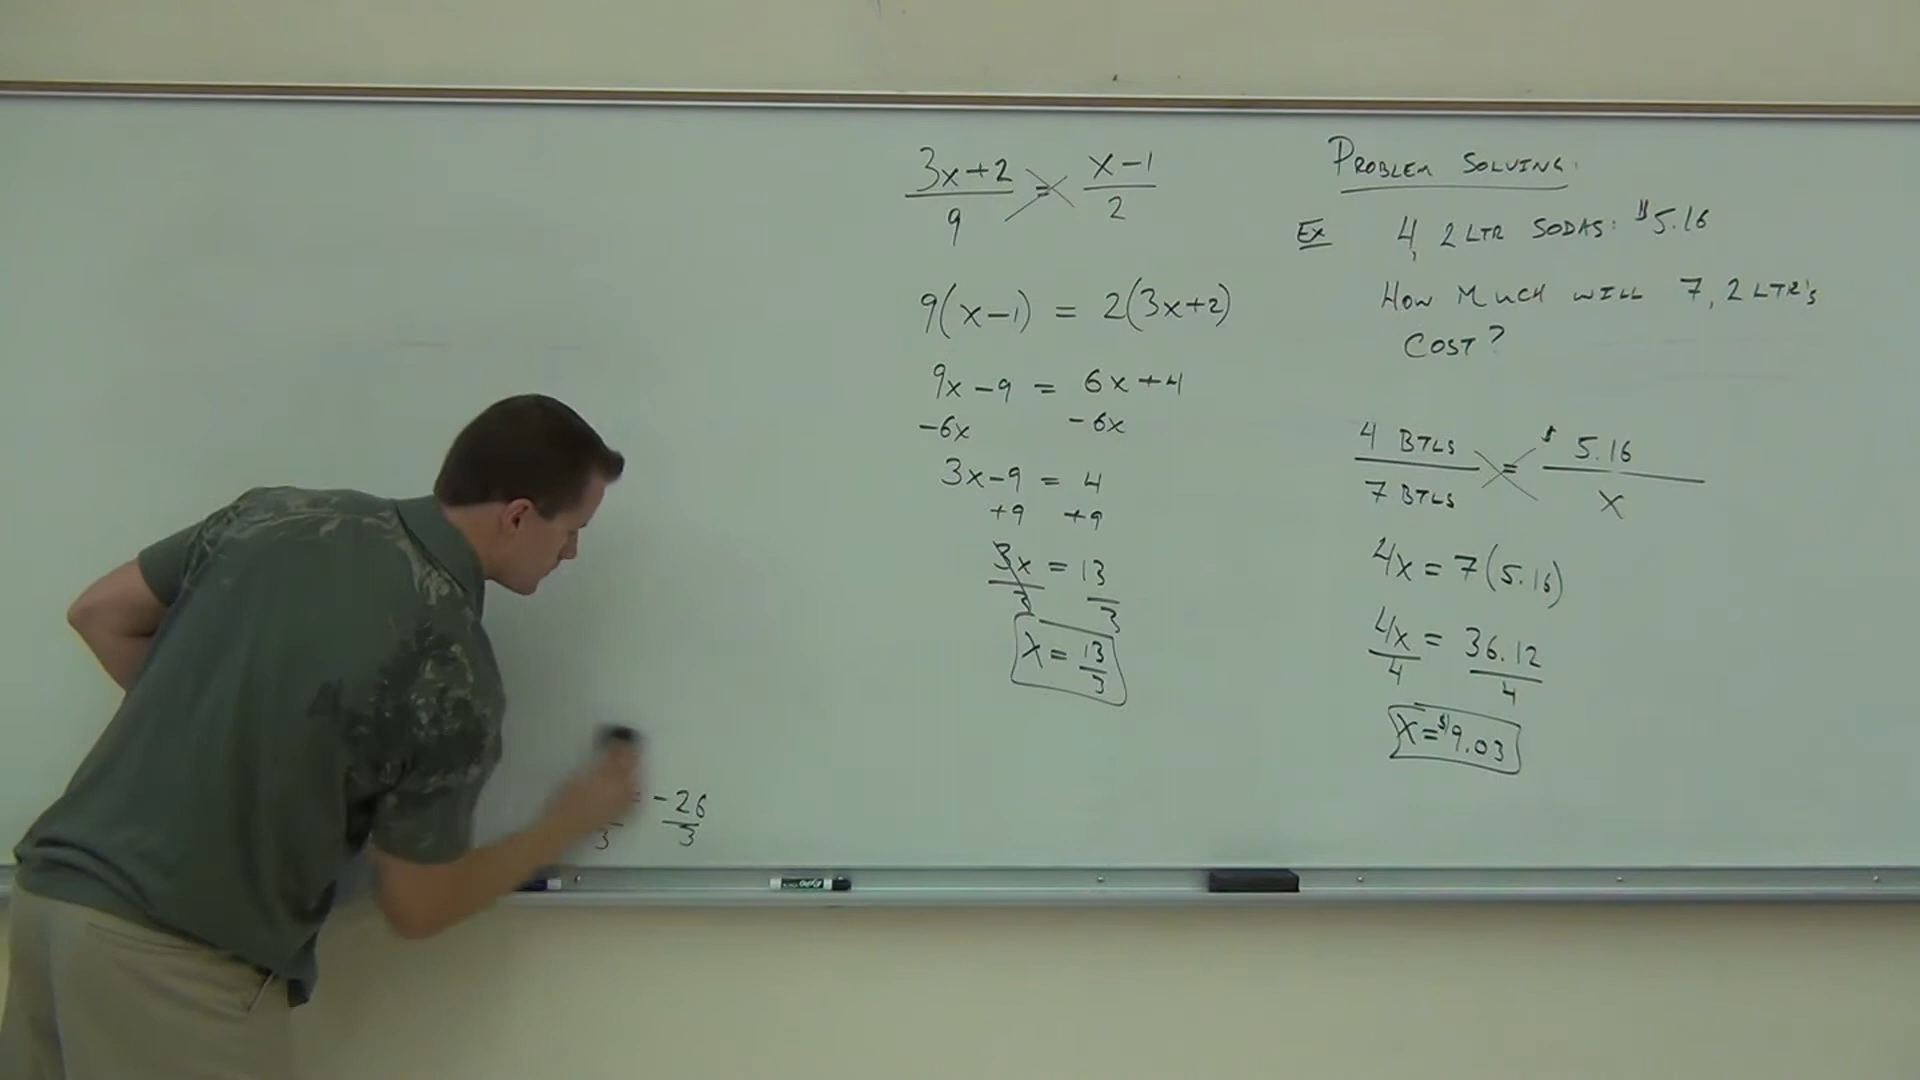 3x+2 = x-1
9 2
9(x-1) = 2(3x+2)
9x-9 = 6x+4
-6x -6x
3x-9 = 4
+9 +9
3x = 13
3 3
x = 13
3
PROBLEM SOLVING:
EX 4, 2 LTR SODAS: $5.16
HOW MUCH WILL 7, 2 LTR'S
COST?
4 BTLS = $ 5.16
7 BTLS X
4x = 7(5.16)
4x = 36.12
4 4
X = $9.03
= -26
3 3